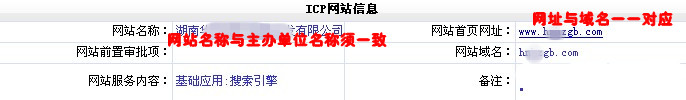 ICP网站信息
网址与域名一一对应
网站名称： 湖南 有限公司 网站首页网址： www.h gb.com
网站名称与主办单位名称须一致
网站前置审批项： 网站域名： h gb.com
网站服务内容： 基础应用:搜索引擎 备注：